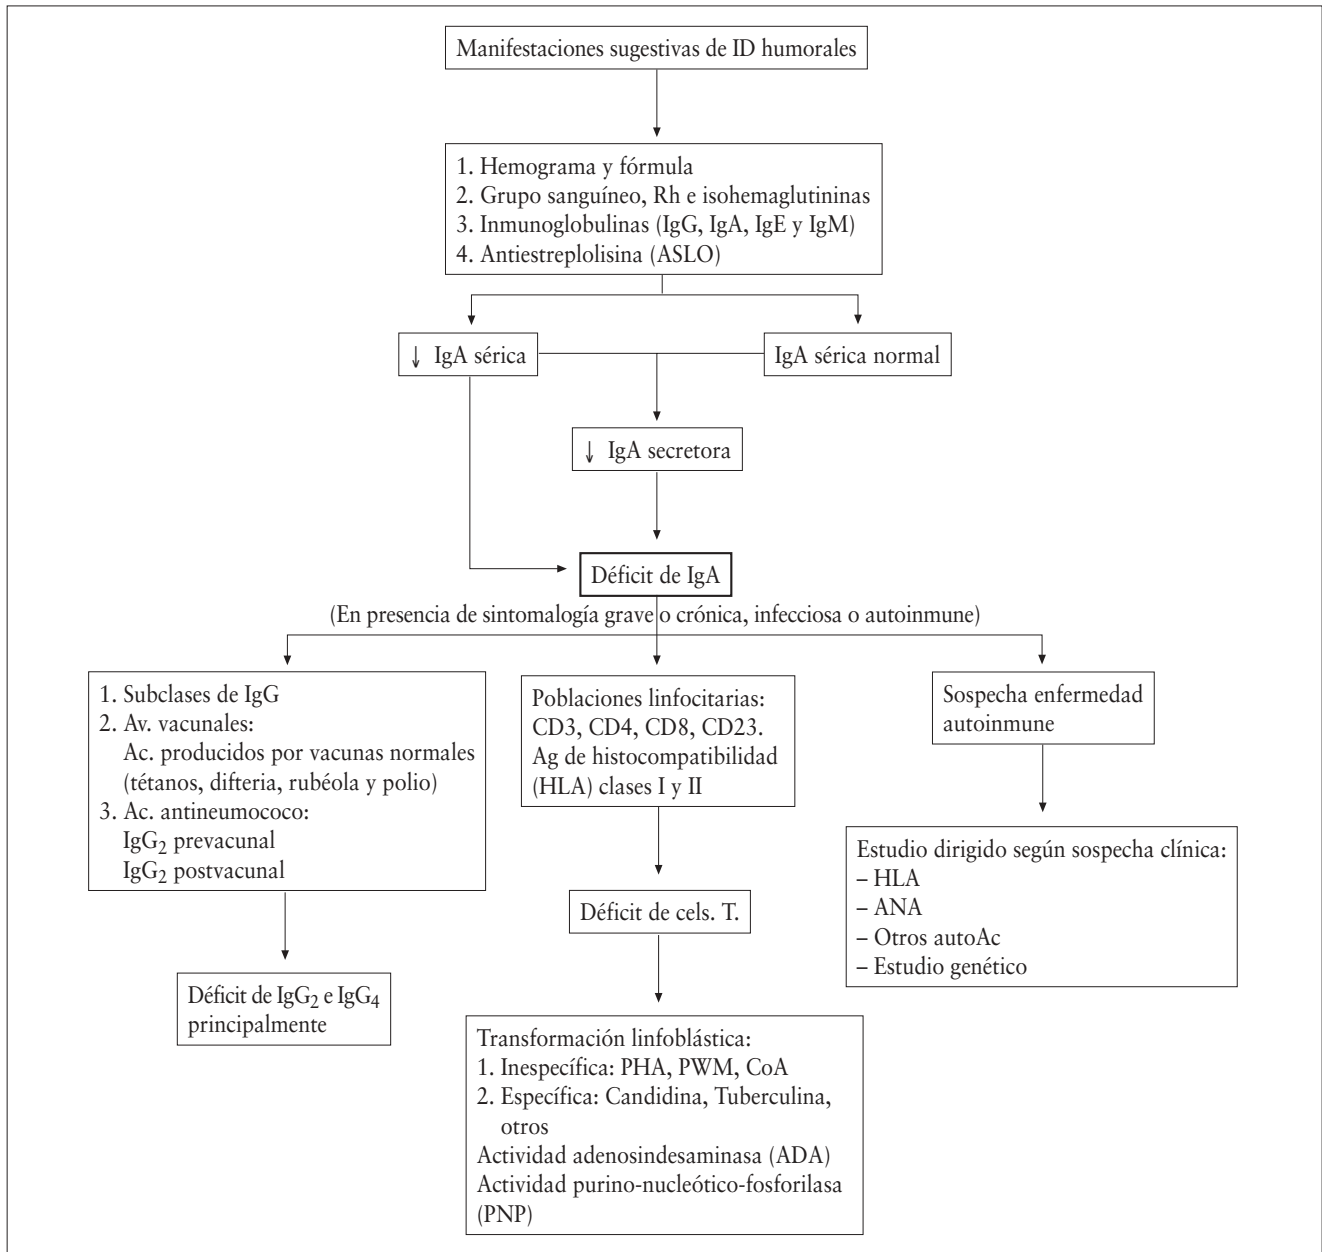 Manifestaciones sugestivas de ID humorales
1. Hemograma y fórmula
2. Grupo sanguíneo, Rh e isohemaglutininas
3. Inmunoglobulinas (IgG, IgA, IgE y IgM)
4. Antiestreplolisina (ASLO)
↓ IgA sérica
IgA sérica normal
↓ IgA secretora
Déficit de IgA
(En presencia de sintomalogía grave o crónica, infecciosa o autoinmune)
1. Subclases de IgG
2. Av. vacunales:
Ac. producidos por vacunas normales
(tétanos, difteria, rubéola y polio)
3. Ac. antineumococo:
IgG₂ prevacunal
IgG₂ postvacunal
Déficit de IgG₂ e IgG₄
principalmente
Poblaciones linfocitarias:
CD3, CD4, CD8, CD23.
Ag de histocompatibilidad
(HLA) clases I y II
Déficit de cels. T.
Transformación linfoblástica:
1. Inespecífica: PHA, PWM, CoA
2. Específica: Candidina, Tuberculina,
otros
Actividad adenosindesaminasa (ADA)
Actividad purino-nucleótico-fosforilasa
(PNP)
Sospecha enfermedad
autoinmune
Estudio dirigido según sospecha clínica:
– HLA
– ANA
– Otros autoAc
– Estudio genético